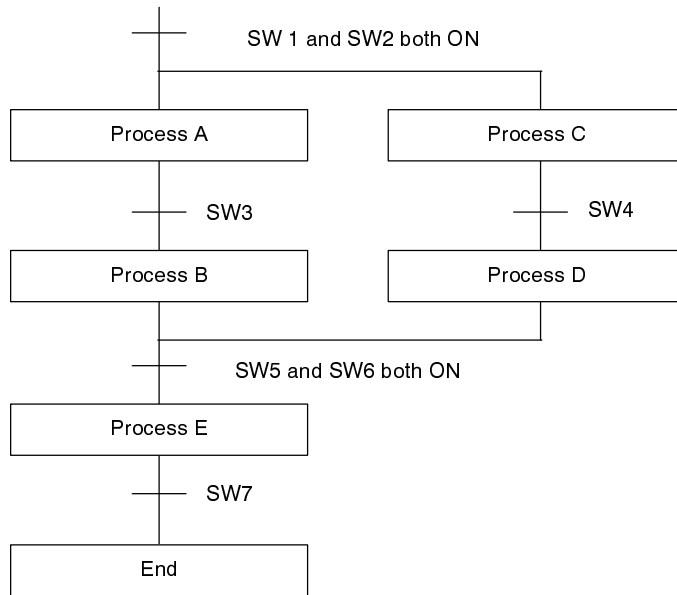 SW 1 and SW2 both ON
Process A
Process C
SW3
SW4
Process B
Process D
SW5 and SW6 both ON
Process E
SW7
End